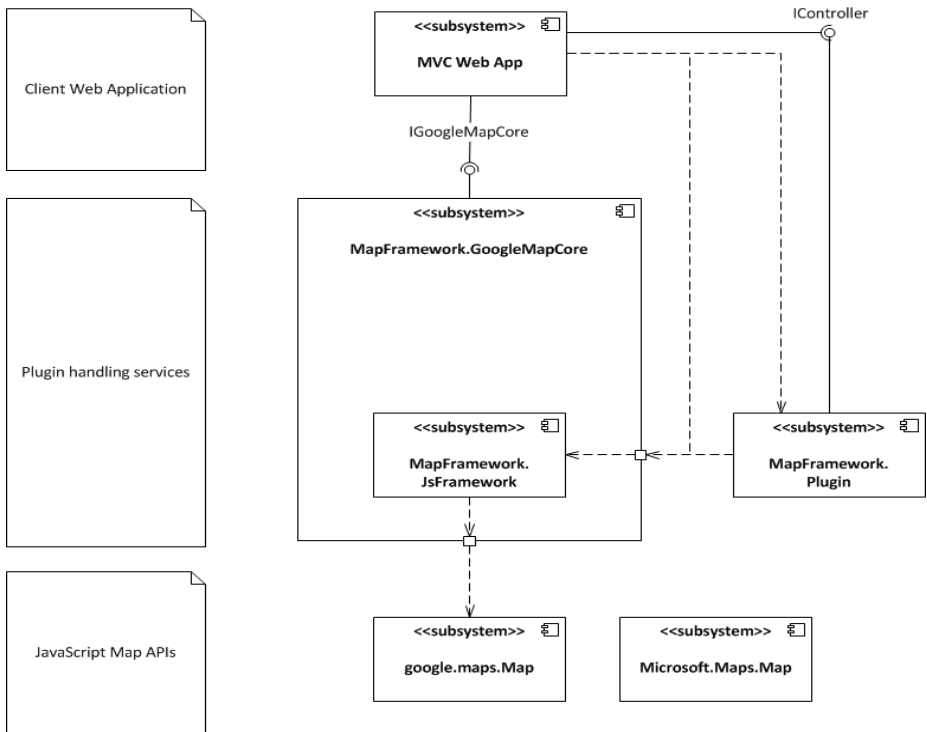 IController
<<subsystem>>
MVC Web App
Client Web Application
IGoogleMapCore
<<subsystem>>
MapFramework.GoogleMapCore
Plugin handling services
<<subsystem>>
MapFramework.
JsFramework
<<subsystem>>
MapFramework.
Plugin
JavaScript Map APIs
<<subsystem>>
google.maps.Map
<<subsystem>>
Microsoft.Maps.Map